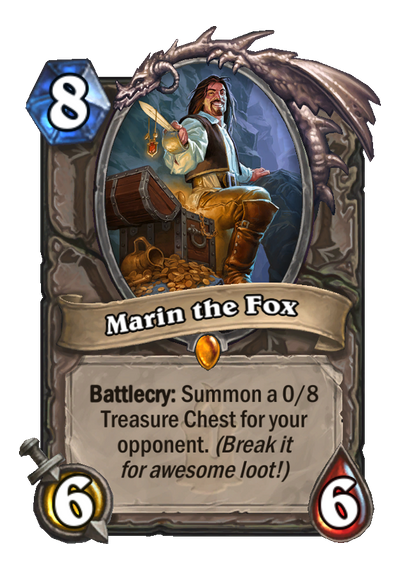 8
Marin the Fox
Battlecry: Summon a 0/8
Treasure Chest for your
opponent. (Break it
for awesome loot!)
6 6